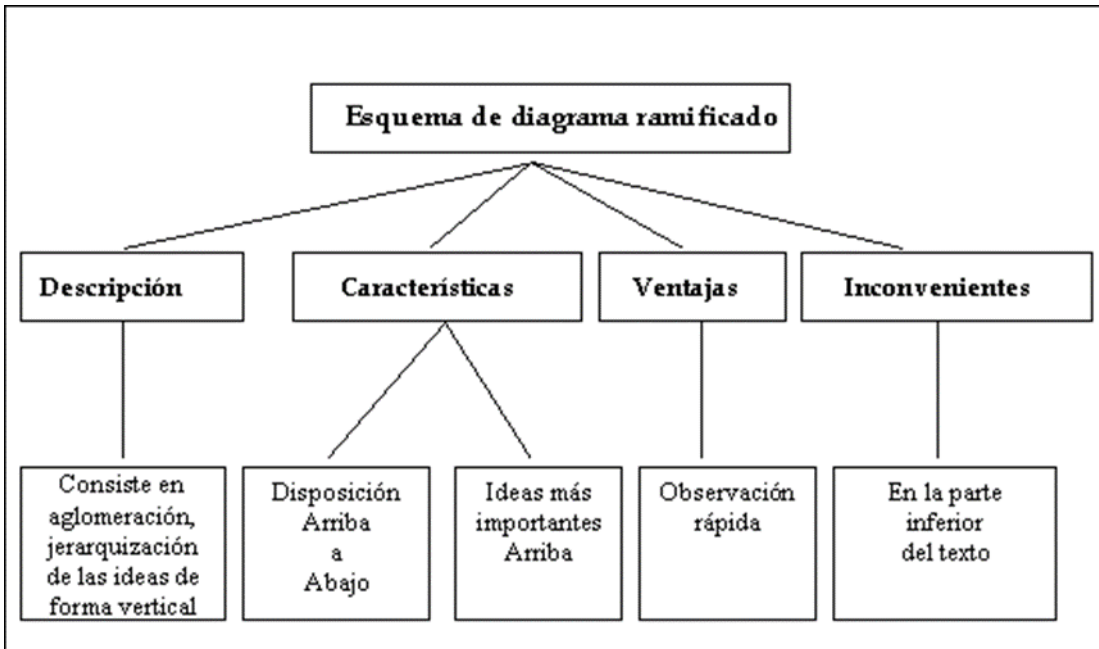 Esquema de diagrama ramificado
Descripción
Características
Ventajas
Inconvenientes
Consiste en
aglomeración,
jerarquización
de las ideas de
forma vertical
Disposición
Arriba
a
Abajo
Ideas más
importantes
Arriba
Observación
rápida
En la parte
inferior
del texto